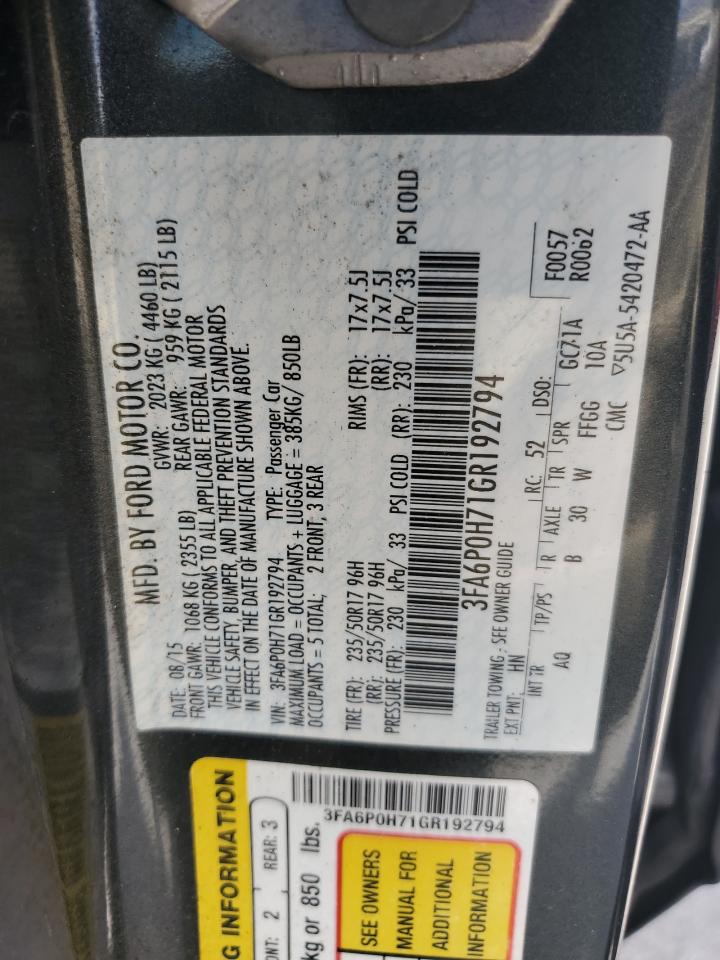 MFD. BY FORD MOTOR CO.
DATE: 08/15 GVWR: 2023 KG ( 4460 LB)
FRONT GAWR: 1068 KG ( 2355 LB) REAR GAWR: 959 KG ( 2115 LB)
THIS VEHICLE CONFORMS TO ALL APPLICABLE FEDERAL MOTOR
VEHICLE SAFETY, BUMPER, AND THEFT PREVENTION STANDARDS
IN EFFECT ON THE DATE OF MANUFACTURE SHOWN ABOVE.
VIN: 3FA6P0H71GR192794 TYPE: Passenger Car
MAXIMUM LOAD = OCCUPANTS + LUGGAGE = 385KG/ 850LB
OCCUPANTS = 5 TOTAL; 2 FRONT, 3 REAR
TIRE (FR): 235/50R17 96H RIMS (FR): 17x7.5J
(RR): 235/50R17 96H (RR): 17x7.5J
PRESSURE (FR): 230 kPa/ 33 PSI COLD (RR): 230 kPa/ 33 PSI COLD
3FA6P0H71GR192794
TRAILER TOWING - SEE OWNER GUIDE
EXT PNT: HN RC: 52 DSO: F0057
R0062
INT TR TP/PS R AXLE TR SPR GC71A
AQ B 30 W FFGG 10A
CMC ▽5U5A-5420472-AA
G INFORMATION
ONT: 2 REAR: 3
kg or 850 lbs.
3FA6P0H71GR192794
SEE OWNERS
MANUAL FOR
ADDITIONAL
INFORMATION